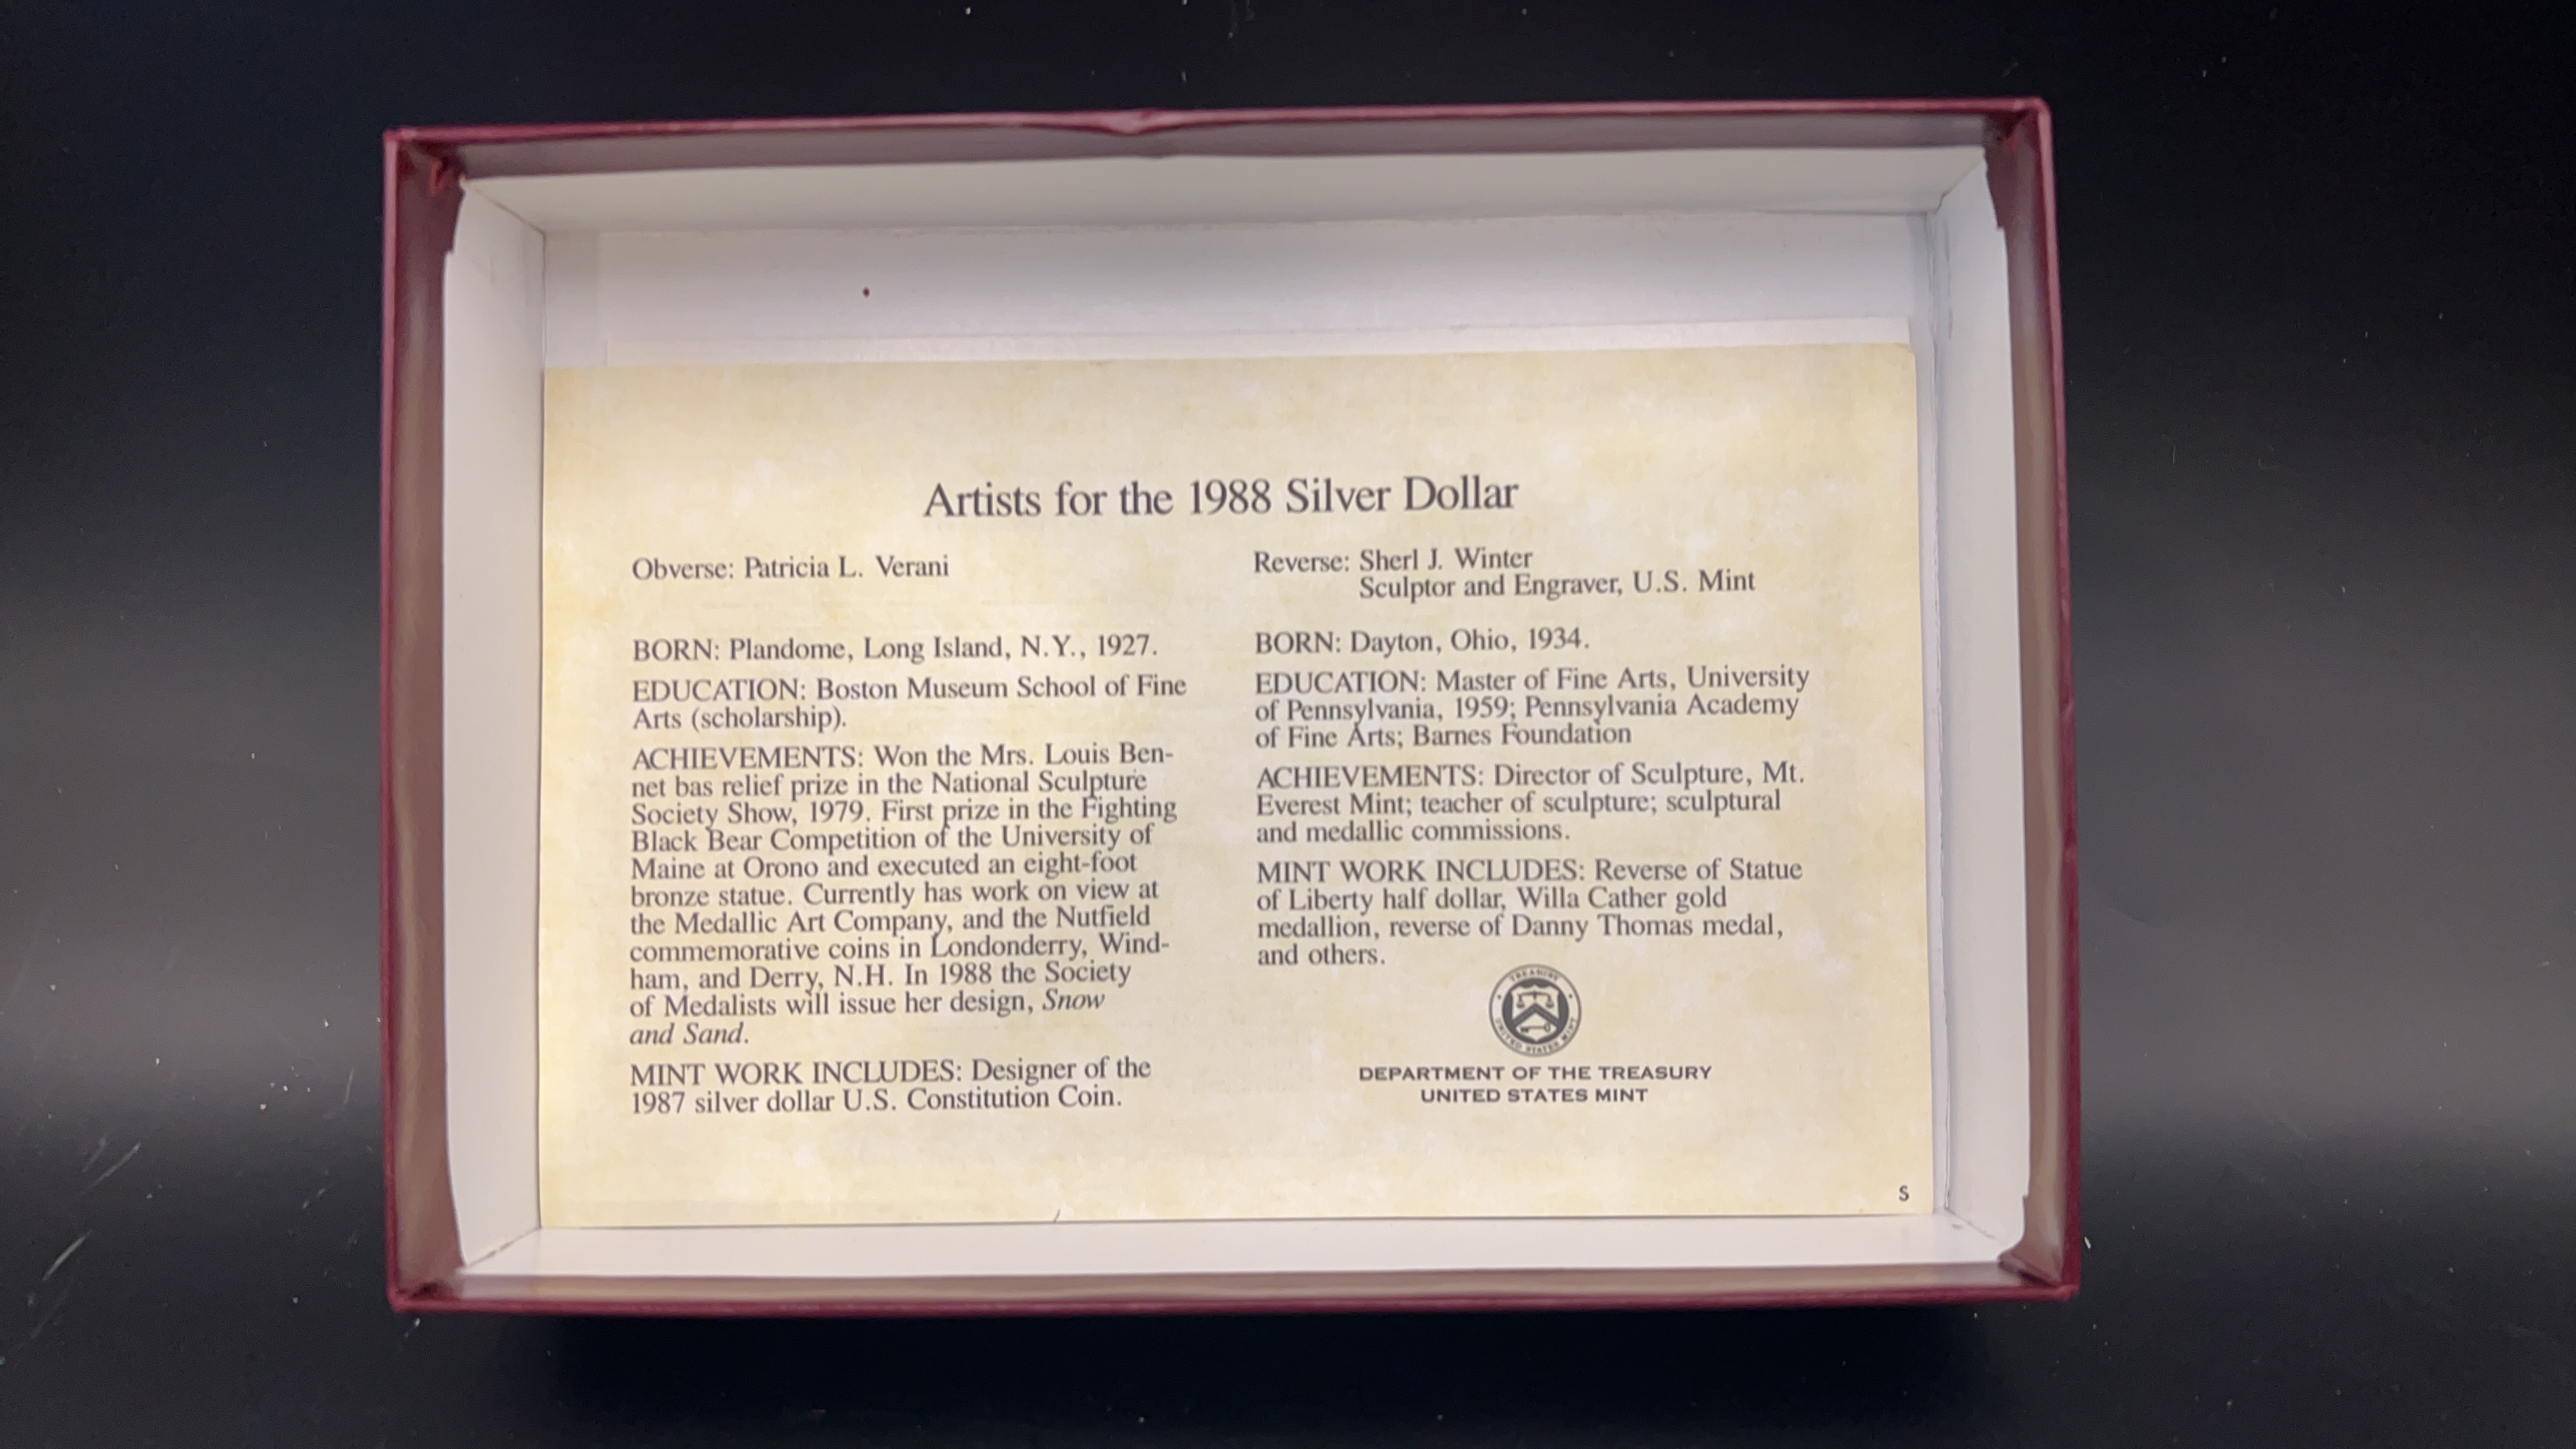 Artists for the 1988 Silver Dollar
Obverse: Patricia L. Verani
BORN: Plandome, Long Island, N.Y., 1927.
EDUCATION: Boston Museum School of Fine
Arts (scholarship).
ACHIEVEMENTS: Won the Mrs. Louis Ben-
net bas relief prize in the National Sculpture
Society Show, 1979. First prize in the Fighting
Black Bear Competition of the University of
Maine at Orono and executed an eight-foot
bronze statue. Currently has work on view at
the Medallic Art Company, and the Nutfield
commemorative coins in Londonderry, Wind-
ham, and Derry, N.H. In 1988 the Society
of Medalists will issue her design, Snow
and Sand.
MINT WORK INCLUDES: Designer of the
1987 silver dollar U.S. Constitution Coin.
Reverse: Sherl J. Winter
Sculptor and Engraver, U.S. Mint
BORN: Dayton, Ohio, 1934.
EDUCATION: Master of Fine Arts, University
of Pennsylvania, 1959; Pennsylvania Academy
of Fine Arts; Barnes Foundation
ACHIEVEMENTS: Director of Sculpture, Mt.
Everest Mint; teacher of sculpture; sculptural
and medallic commissions.
MINT WORK INCLUDES: Reverse of Statue
of Liberty half dollar, Willa Cather gold
medallion, reverse of Danny Thomas medal,
and others.
TREASURY
UNITED STATES MINT
DEPARTMENT OF THE TREASURY
UNITED STATES MINT
S